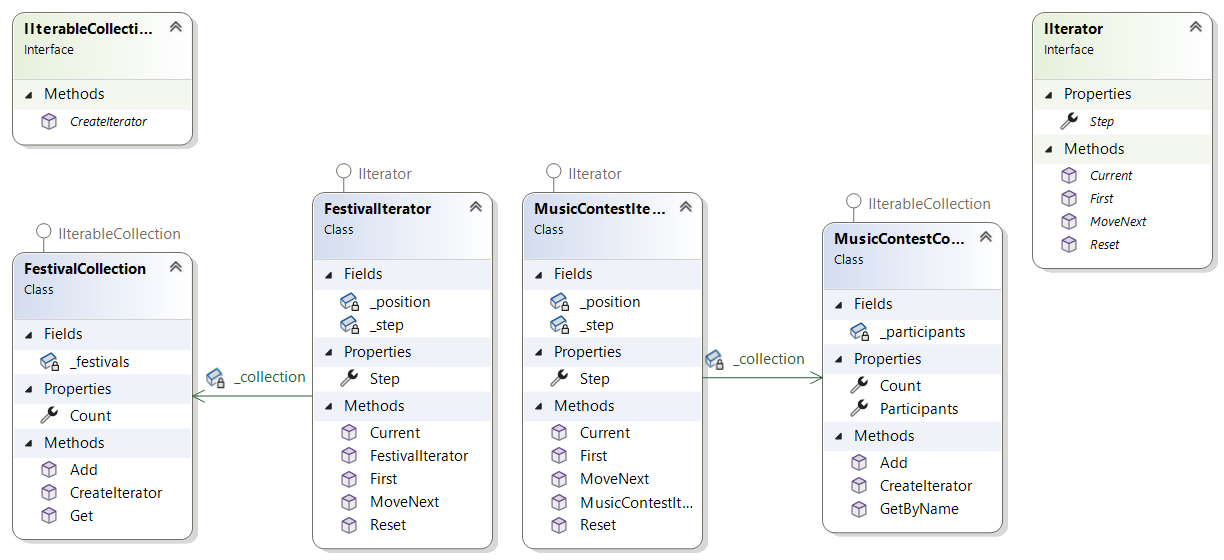 IIterableCollecti...
Interface
Methods
CreateIterator
IIterator
Interface
Properties
Step
Methods
Current
First
MoveNext
Reset
IIterableCollection
FestivalCollection
Class
Fields
_festivals
Properties
Count
Methods
Add
CreateIterator
Get
_collection
IIterator
FestivalIterator
Class
Fields
_position
_step
Properties
Step
Methods
Current
FestivalIterator
First
MoveNext
Reset
IIterator
MusicContestIte...
Class
Fields
_position
_step
Properties
Step
Methods
Current
First
MoveNext
MusicContestIt...
Reset
_collection
IIterableCollection
MusicContestCo...
Class
Fields
_participants
Properties
Count
Participants
Methods
Add
CreateIterator
GetByName